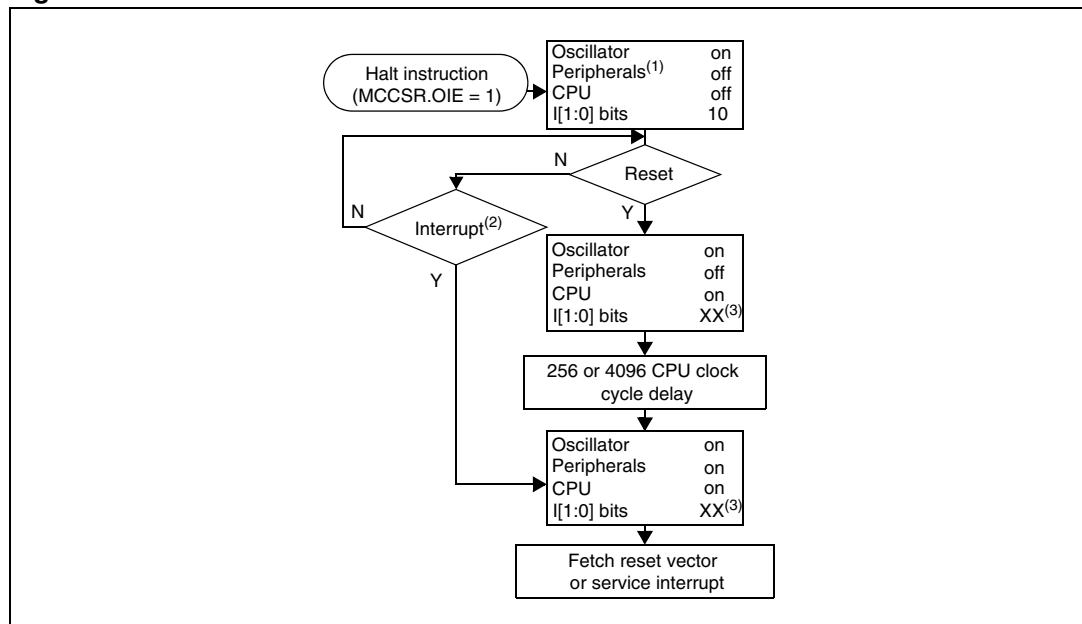 Halt instruction
(MCCSR.OIE = 1)
Oscillator on
Peripherals(1) off
CPU off
I[1:0] bits 10
Reset
N
Y
Interrupt(2)
N
Y
Oscillator on
Peripherals off
CPU on
I[1:0] bits XX(3)
256 or 4096 CPU clock
cycle delay
Oscillator on
Peripherals on
CPU on
I[1:0] bits XX(3)
Fetch reset vector
or service interrupt